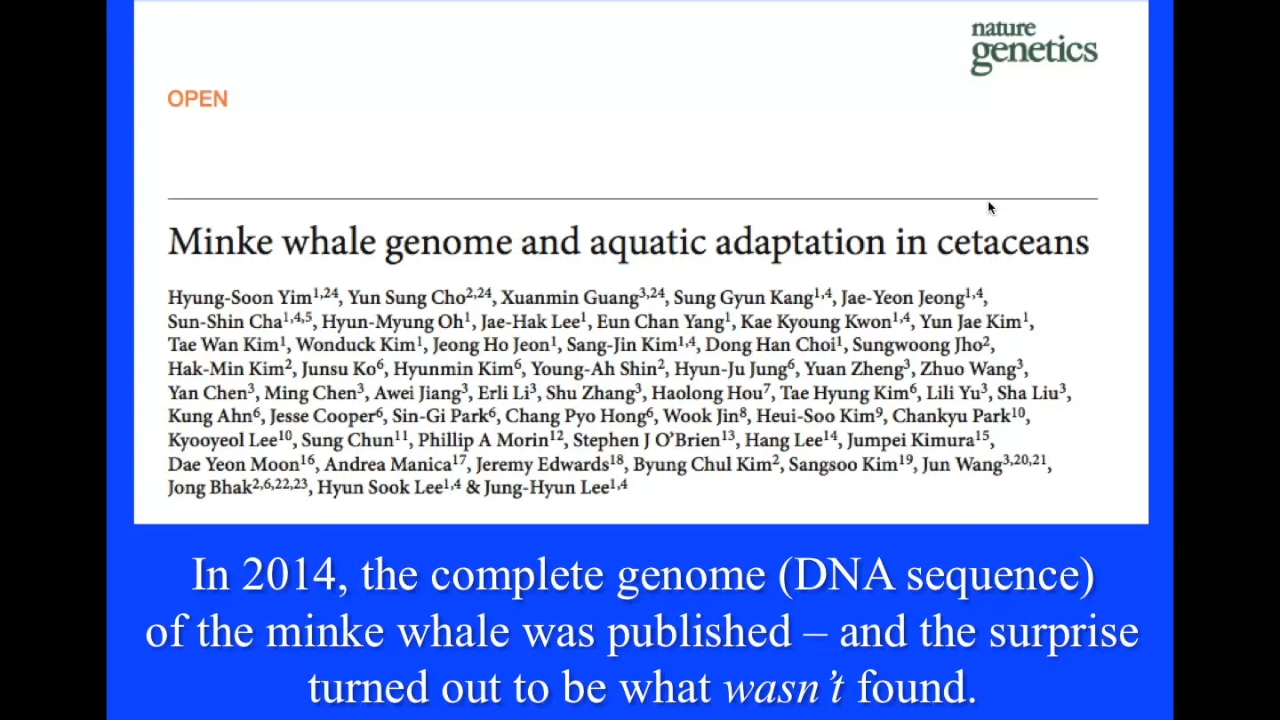 nature
genetics
OPEN
Minke whale genome and aquatic adaptation in cetaceans
Hyung-Soon Yim1,24, Yun Sung Cho2,24, Xuanmin Guang3,24, Sung Gyun Kang1,4, Jae-Yeon Jeong1,4,
Sun-Shin Cha1,4,5, Hyun-Myung Oh1, Jae-Hak Lee1, Eun Chan Yang1, Kae Kyoung Kwon1,4, Yun Jae Kim1,
Tae Wan Kim1, Wonduck Kim1, Jeong Ho Jeon1, Sang-Jin Kim1,4, Dong Han Choi1, Sungwoong Jho2,
Hak-Min Kim2, Junsu Ko6, Hyunmin Kim6, Young-Ah Shin2, Hyun-Ju Jung6, Yuan Zheng3, Zhuo Wang3,
Yan Chen3, Ming Chen3, Awei Jiang3, Erli Li3, Shu Zhang3, Haolong Hou7, Tae Hyung Kim6, Lili Yu3, Sha Liu3,
Kung Ahn6, Jesse Cooper6, Sin-Gi Park6, Chang Pyo Hong6, Wook Jin8, Heui-Soo Kim9, Chankyu Park10,
Kyooyeol Lee10, Sung Chun11, Phillip A Morin12, Stephen J O'Brien13, Hang Lee14, Jumpei Kimura15,
Dae Yeon Moon16, Andrea Manica17, Jeremy Edwards18, Byung Chul Kim2, Sangsoo Kim19, Jun Wang3,20,21,
Jong Bhak2,6,22,23, Hyun Sook Lee1,4 & Jung-Hyun Lee1,4
In 2014, the complete genome (DNA sequence)
of the minke whale was published – and the surprise
turned out to be what wasn't found.